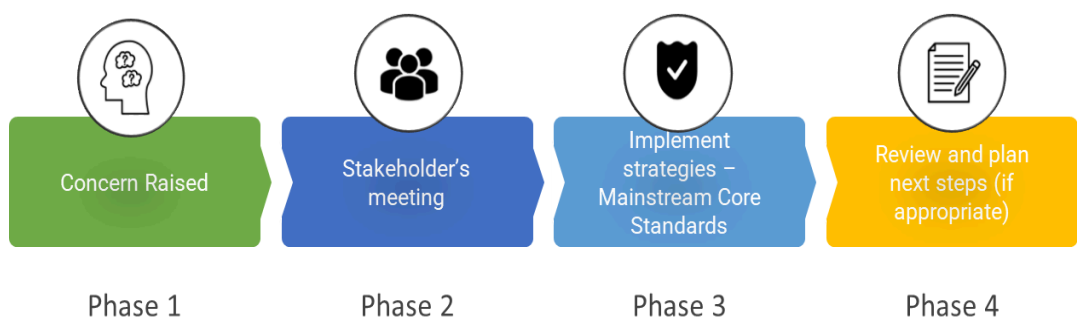 Concern Raised
Stakeholder's
meeting
Implement
strategies –
Mainstream Core
Standards
Review and plan
next steps (if
appropriate)
Phase 1
Phase 2
Phase 3
Phase 4